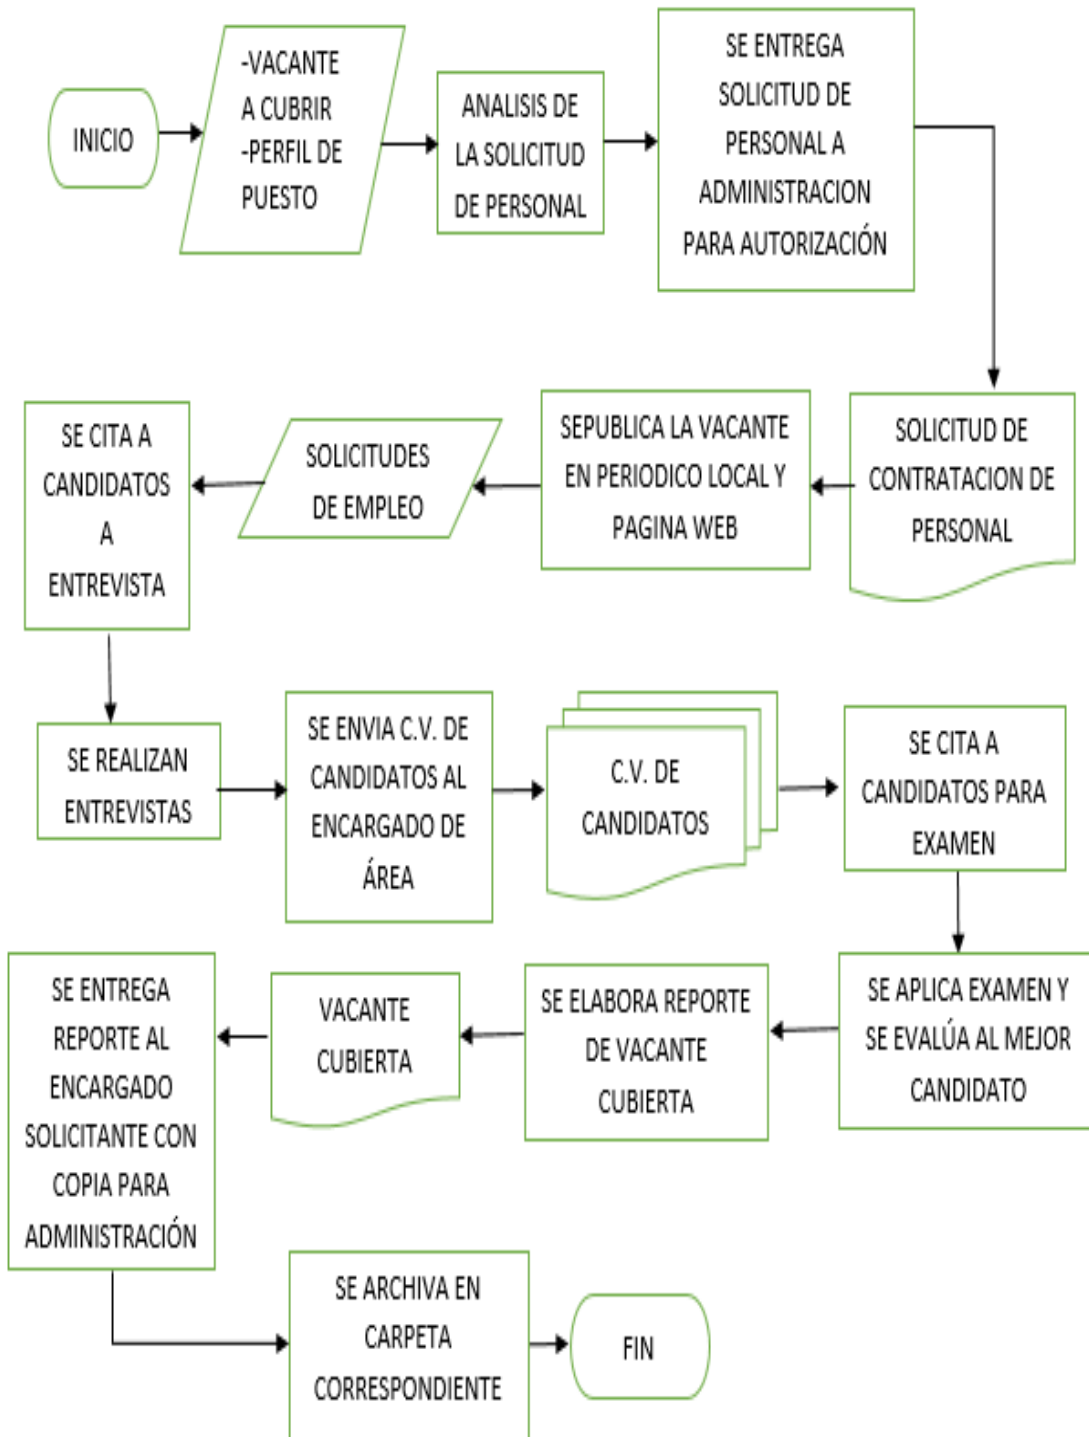 INICIO
-VACANTE
A CUBRIR
-PERFIL DE
PUESTO
ANALISIS DE
LA SOLICITUD
DE PERSONAL
SE ENTREGA
SOLICITUD DE
PERSONAL A
ADMINISTRACION
PARA AUTORIZACIÓN
SOLICITUD DE
CONTRATACION DE
PERSONAL
SEPUBLICA LA VACANTE
EN PERIODICO LOCAL Y
PAGINA WEB
SOLICITUDES
DE EMPLEO
SE CITA A
CANDIDATOS
A
ENTREVISTA
SE REALIZAN
ENTREVISTAS
SE ENVIA C.V. DE
CANDIDATOS AL
ENCARGADO DE
ÁREA
C.V. DE
CANDIDATOS
SE CITA A
CANDIDATOS PARA
EXAMEN
SE APLICA EXAMEN Y
SE EVALÚA AL MEJOR
CANDIDATO
SE ELABORA REPORTE
DE VACANTE
CUBIERTA
VACANTE
CUBIERTA
SE ENTREGA
REPORTE AL
ENCARGADO
SOLICITANTE CON
COPIA PARA
ADMINISTRACIÓN
SE ARCHIVA EN
CARPETA
CORRESPONDIENTE
FIN